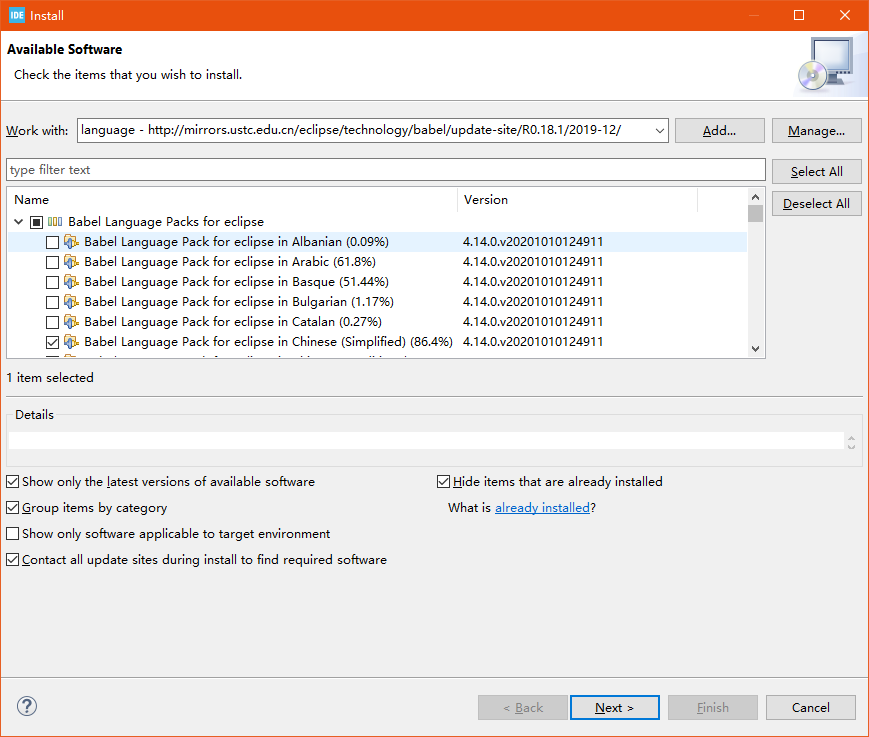 IDE Install
Available Software
Check the items that you wish to install.
Work with: language - http://mirrors.ustc.edu.cn/eclipse/technology/babel/update-site/R0.18.1/2019-12/ Add... Manage...
type filter text Select All
Name Version Deselect All
Babel Language Packs for eclipse
Babel Language Pack for eclipse in Albanian (0.09%) 4.14.0.v20201010124911
Babel Language Pack for eclipse in Arabic (61.8%) 4.14.0.v20201010124911
Babel Language Pack for eclipse in Basque (51.44%) 4.14.0.v20201010124911
Babel Language Pack for eclipse in Bulgarian (1.17%) 4.14.0.v20201010124911
Babel Language Pack for eclipse in Catalan (0.27%) 4.14.0.v20201010124911
Babel Language Pack for eclipse in Chinese (Simplified) (86.4%) 4.14.0.v20201010124911
1 item selected
Details
Show only the latest versions of available software Hide items that are already installed
Group items by category What is already installed?
Show only software applicable to target environment
Contact all update sites during install to find required software
? < Back Next > Finish Cancel